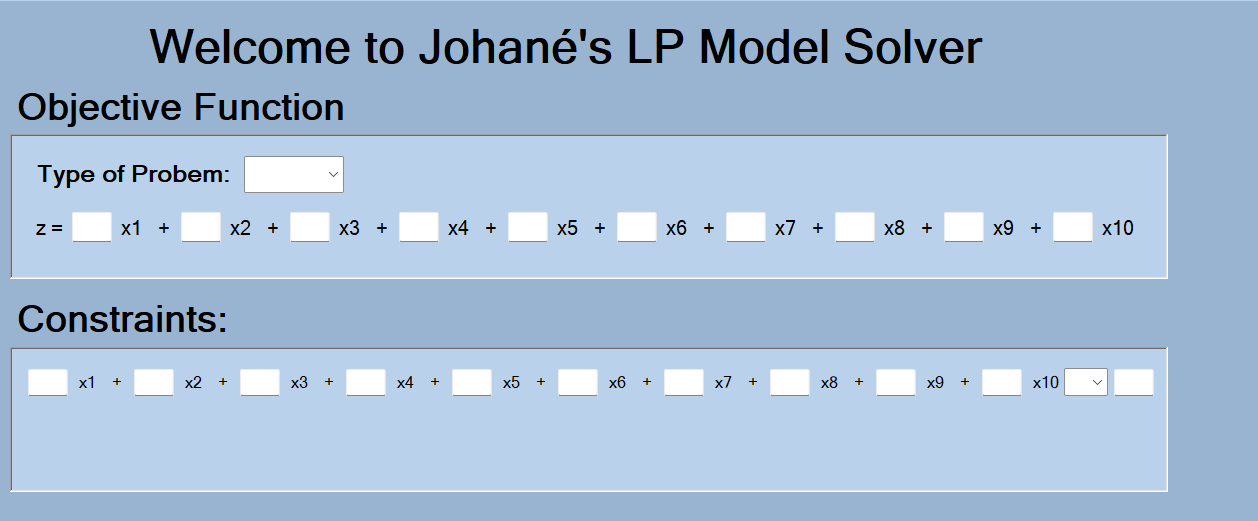 Welcome to Johané's LP Model Solver
Objective Function
Type of Probem:
z = x1 + x2 + x3 + x4 + x5 + x6 + x7 + x8 + x9 + x10
Constraints:
x1 + x2 + x3 + x4 + x5 + x6 + x7 + x8 + x9 + x10